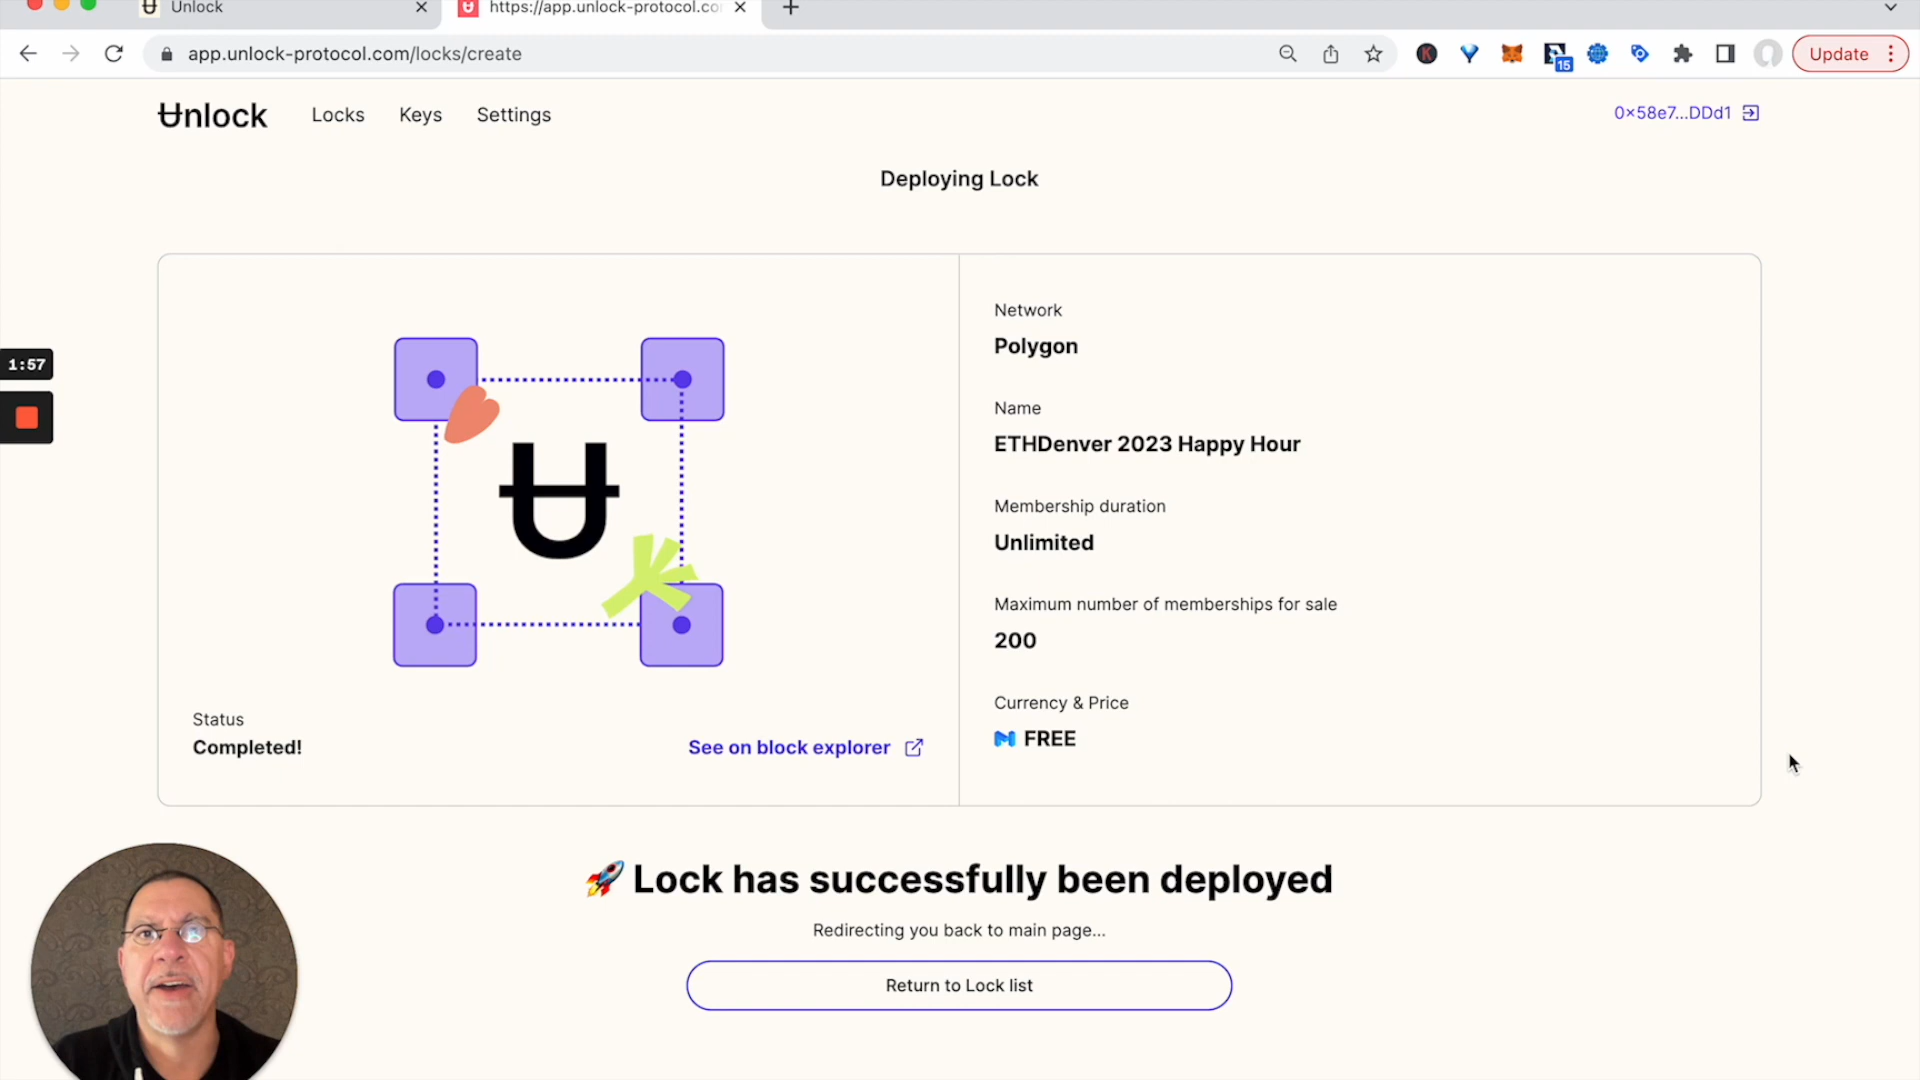 Unlock
https://app.unlock-protocol.co
app.unlock-protocol.com/locks/create
15
Update
Unlock
Locks
Keys
Settings
0x58e7...DDd1
Deploying Lock
1:57
Network
Polygon
Name
ETHDenver 2023 Happy Hour
Membership duration
Unlimited
Maximum number of memberships for sale
200
Currency & Price
FREE
Status
Completed!
See on block explorer
🚀 Lock has successfully been deployed
Redirecting you back to main page...
Return to Lock list